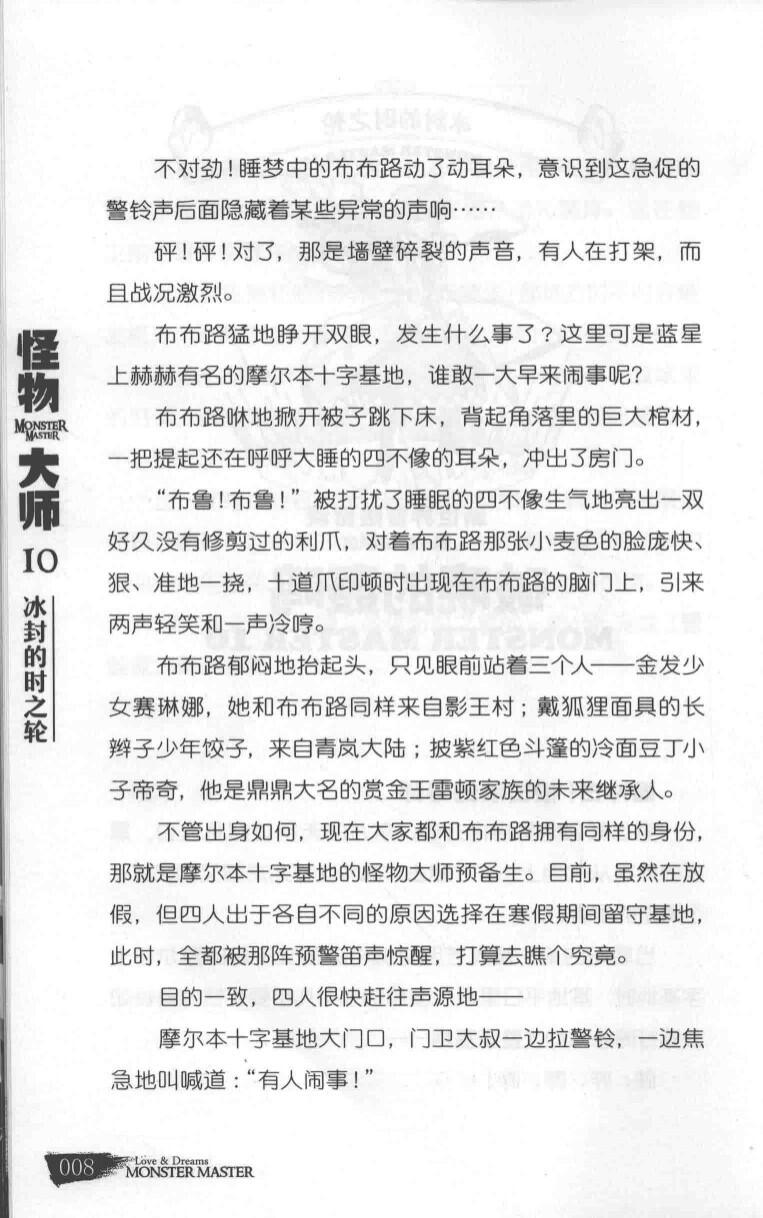 不对劲！睡梦中的布布路动了动耳朵，意识到这急促的
警铃声后面隐藏着某些异常的声响……
砰！砰！对了，那是墙壁碎裂的声音，有人在打架，而
且战况激烈。
布布路猛地睁开双眼，发生什么事了？这里可是蓝星
上赫赫有名的摩尔本十字基地，谁敢一大早来闹事呢？
布布路咻地掀开被子跳下床，背起角落里的巨大棺材，
一把提起还在呼呼大睡的四不像的耳朵，冲出了房门。
“布鲁！布鲁！”被打扰了睡眠的四不像生气地亮出一双
好久没有修剪过的利爪，对着布布路那张小麦色的脸庞快、
狠、准地一挠，十道爪印顿时出现在布布路的脑门上，引来
两声轻笑和一声冷哼。
布布路郁闷地抬起头，只见眼前站着三个人——金发少
女赛琳娜，她和布布路同样来自影王村；戴狐狸面具的长
辫子少年饺子，来自青岚大陆；披紫红色斗篷的冷面豆丁小
子帝奇，他是鼎鼎大名的赏金王雷顿家族的未来继承人。
不管出身如何，现在大家都和布布路拥有同样的身份，
那就是摩尔本十字基地的怪物大师预备生。目前，虽然在放
假，但四人出于各自不同的原因选择在寒假期间留守基地，
此时，全都被那阵预警笛声惊醒，打算去瞧个究竟。
目的一致，四人很快赶往声源地——
摩尔本十字基地大门口，门卫大叔一边拉警铃，一边焦
急地叫喊道：“有人闹事！”
怪物
MONSTER
MASTER
大师
10
冰封的时之轮
008
Love & Dreams
MONSTER MASTER